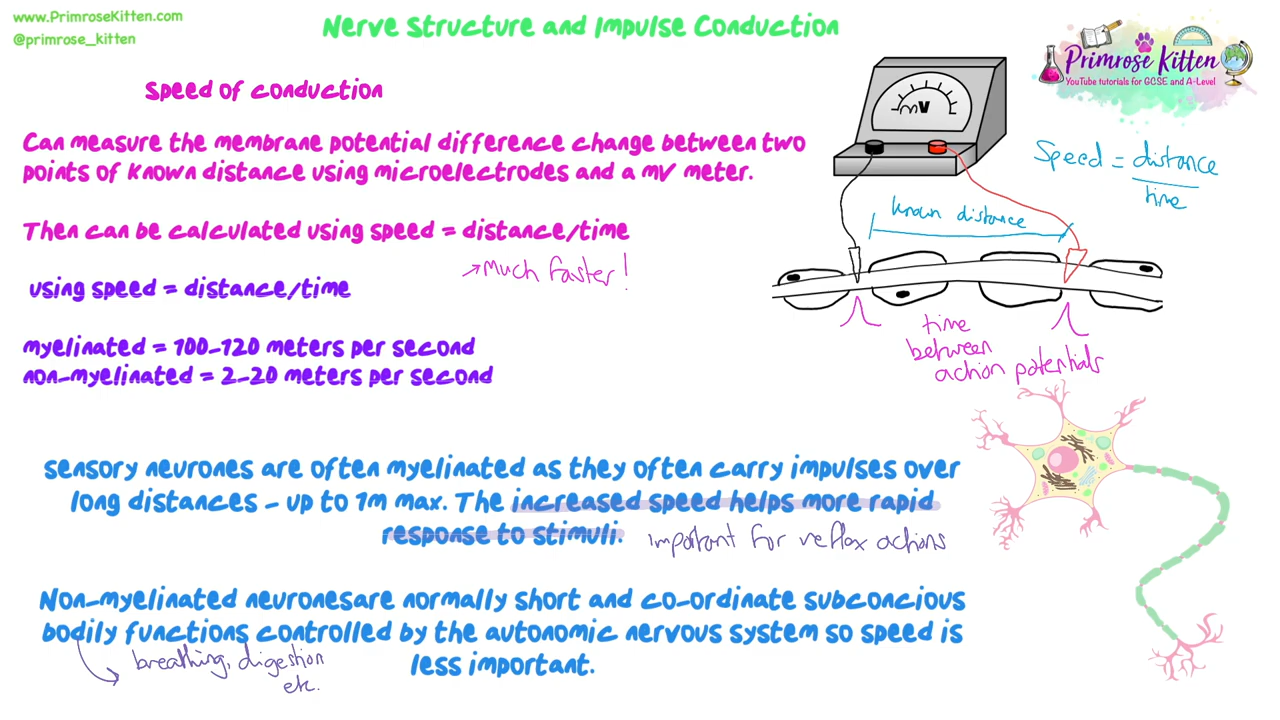 www.PrimroseKitten.com
@primrose_kitten
Nerve Structure and Impulse Conduction
Primrose Kitten
YouTube tutorials for GCSE and A-Level
Speed of conduction
Can measure the membrane potential difference change between two
points of known distance using microelectrodes and a mV meter.
Then can be calculated using speed = distance/time
→ Much faster!
using speed = distance/time
myelinated = 100-120 meters per second
non-myelinated = 2-20 meters per second
mV
Speed = distance
time
known distance
time
between
action potentials
sensory neurones are often myelinated as they often carry impulses over
long distances - up to 1m max. The increased speed helps more rapid
response to stimuli.
important for reflex actions
Non-myelinated neuronesare normally short and co-ordinate subconcious
bodily functions controlled by the autonomic nervous system so speed is
less important.
breathing, digestion
etc.